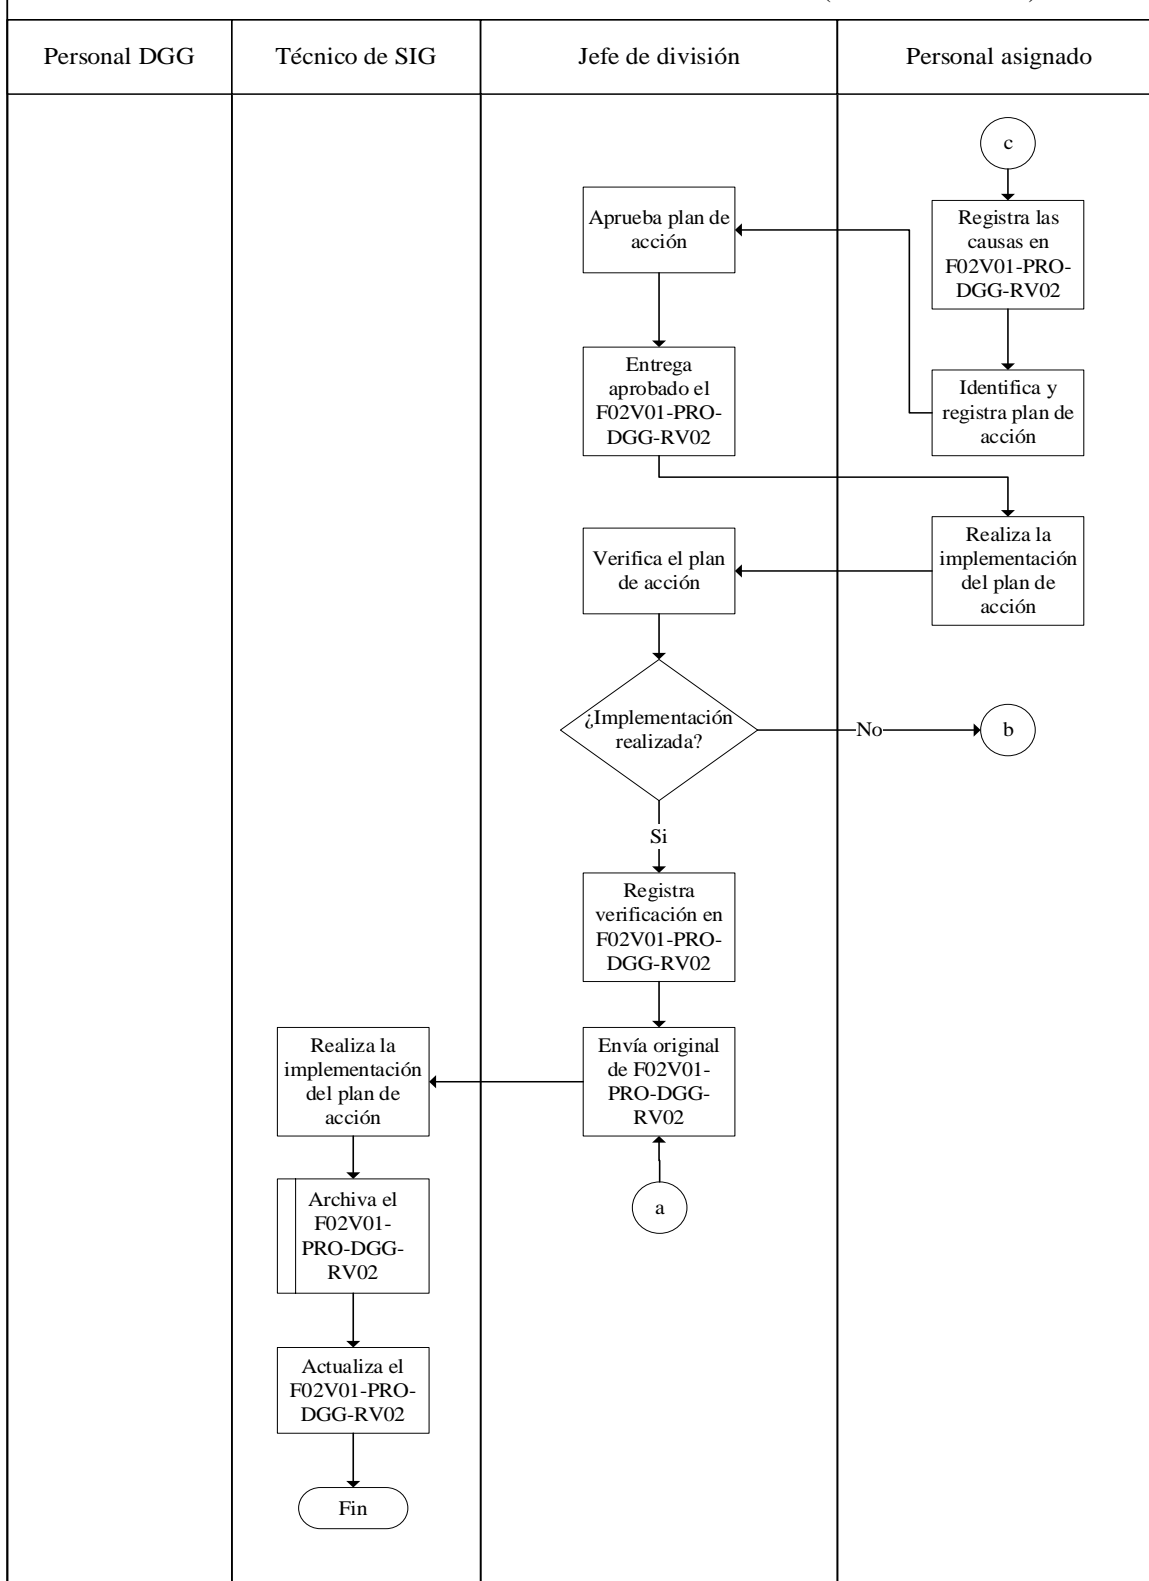 Personal DGG
Técnico de SIG
Jefe de división
Personal asignado
c
Aprueba plan de
acción
Registra las
causas en
F02V01-PRO-
DGG-RV02
Entrega
aprobado el
F02V01-PRO-
DGG-RV02
Identifica y
registra plan de
acción
Verifica el plan
de acción
Realiza la
implementación
del plan de
acción
¿Implementación
realizada?
No
b
Si
Registra
verificación en
F02V01-PRO-
DGG-RV02
Realiza la
implementación
del plan de
acción
Envía original
de F02V01-
PRO-DGG-
RV02
Archiva el
F02V01-
PRO-DGG-
RV02
a
Actualiza el
F02V01-PRO-
DGG-RV02
Fin